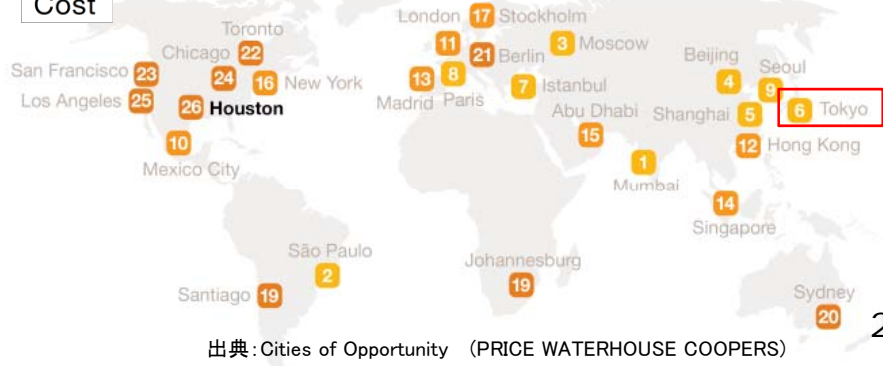 Cost
London 17 Stockholm
Toronto
Chicago 22
11
21 Berlin
3 Moscow
Beijing
San Francisco 23
24
16 New York
13
8
7 Istanbul
4
Seoul
9
Los Angeles 25
26 Houston
Madrid
Paris
Abu Dhabi
Shanghai 5
6 Tokyo
10
15
12 Hong Kong
Mexico City
1
Mumbai
14
Singapore
São Paulo
2
Johannesburg
Santiago 19
19
Sydney
20
出典：Cities of Opportunity （PRICE WATERHOUSE COOPERS）
2